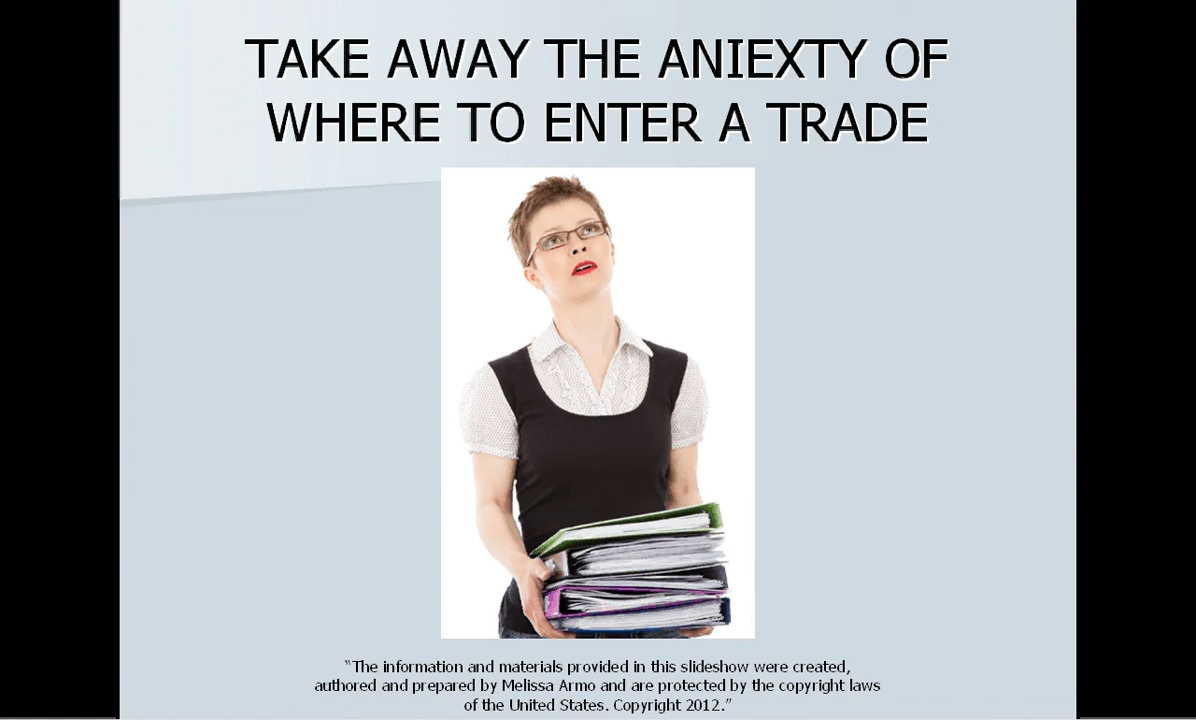 TAKE AWAY THE ANIEXTY OF
WHERE TO ENTER A TRADE
“The information and materials provided in this slideshow were created,
authored and prepared by Melissa Armo and are protected by the copyright laws
of the United States. Copyright 2012.”